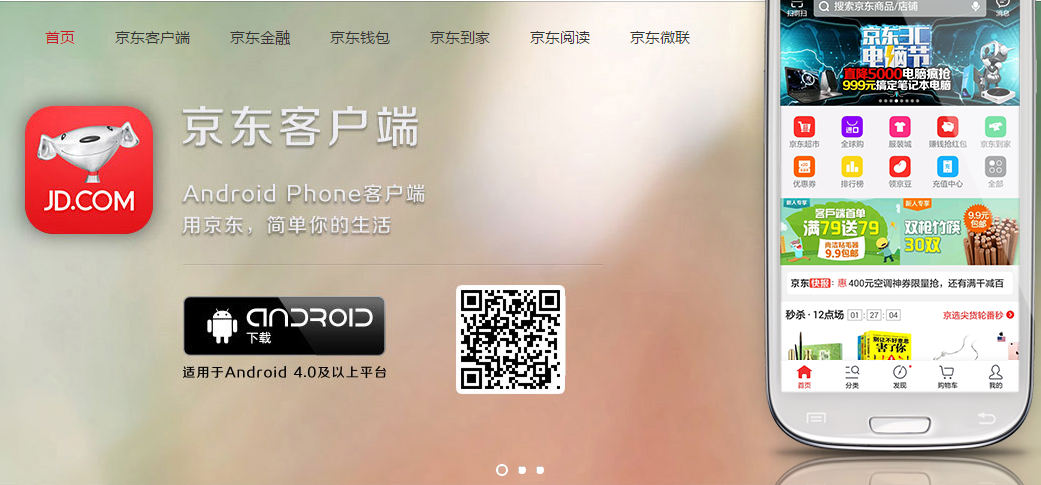 首页 京东客户端 京东金融 京东钱包 京东到家 京东阅读 京东微联
JD.COM
京东客户端
Android Phone客户端
用京东，简单你的生活
ANDROID
下载
适用于Android 4.0及以上平台
搜索京东商品/店铺
消息
京东3C
电脑节
直降5000电脑疯抢
999元搞定笔记本电脑
进口
京东超市 全球购 服装城 赚钱抢红包 京东到家
优惠券 排行榜 领京豆 充值中心 全部
新人专享
客户端首单
满79送79
9.9包邮
新人专享
双枪竹筷
30双
9.9元
包邮
京东快报：惠 400元空调神券限量抢，还有满千减百
秒杀·12点场 01:27:04 京选尖货轮番秒
别让不好意思
害了你
首页 分类 发现 购物车 我的